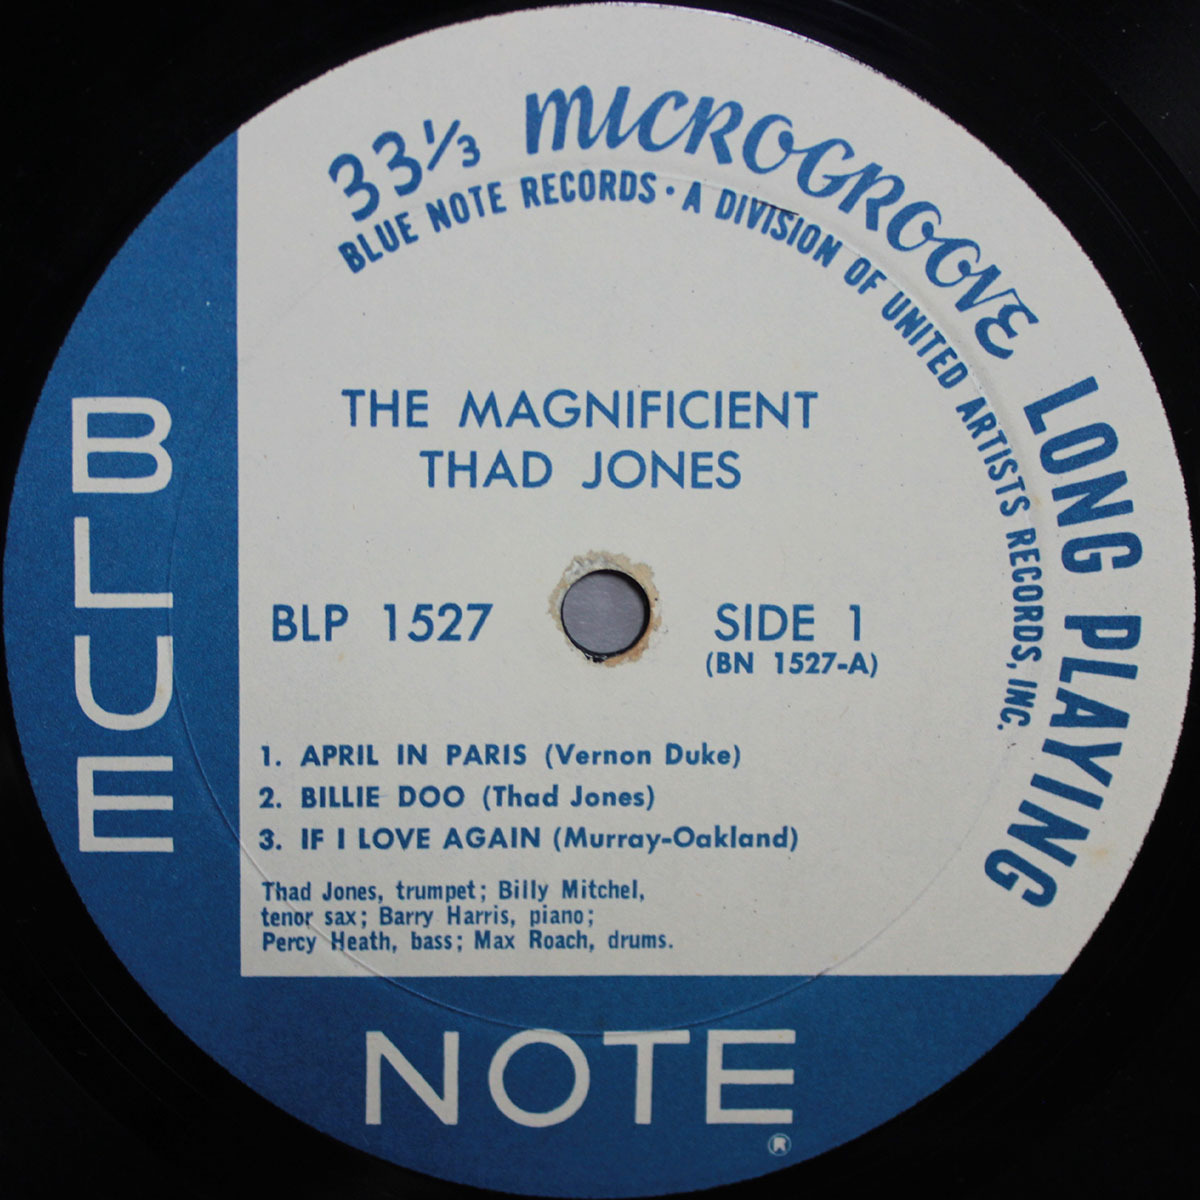 33⅓ MICROGROOVE LONG PLAYING
BLUE NOTE RECORDS · A DIVISION OF UNITED ARTISTS RECORDS, INC.
THE MAGNIFICIENT
THAD JONES
BLP 1527
SIDE 1
(BN 1527-A)
1. APRIL IN PARIS (Vernon Duke)
2. BILLIE DOO (Thad Jones)
3. IF I LOVE AGAIN (Murray-Oakland)
Thad Jones, trumpet; Billy Mitchel,
tenor sax; Barry Harris, piano;
Percy Heath, bass; Max Roach, drums.
BLUE
NOTE
®